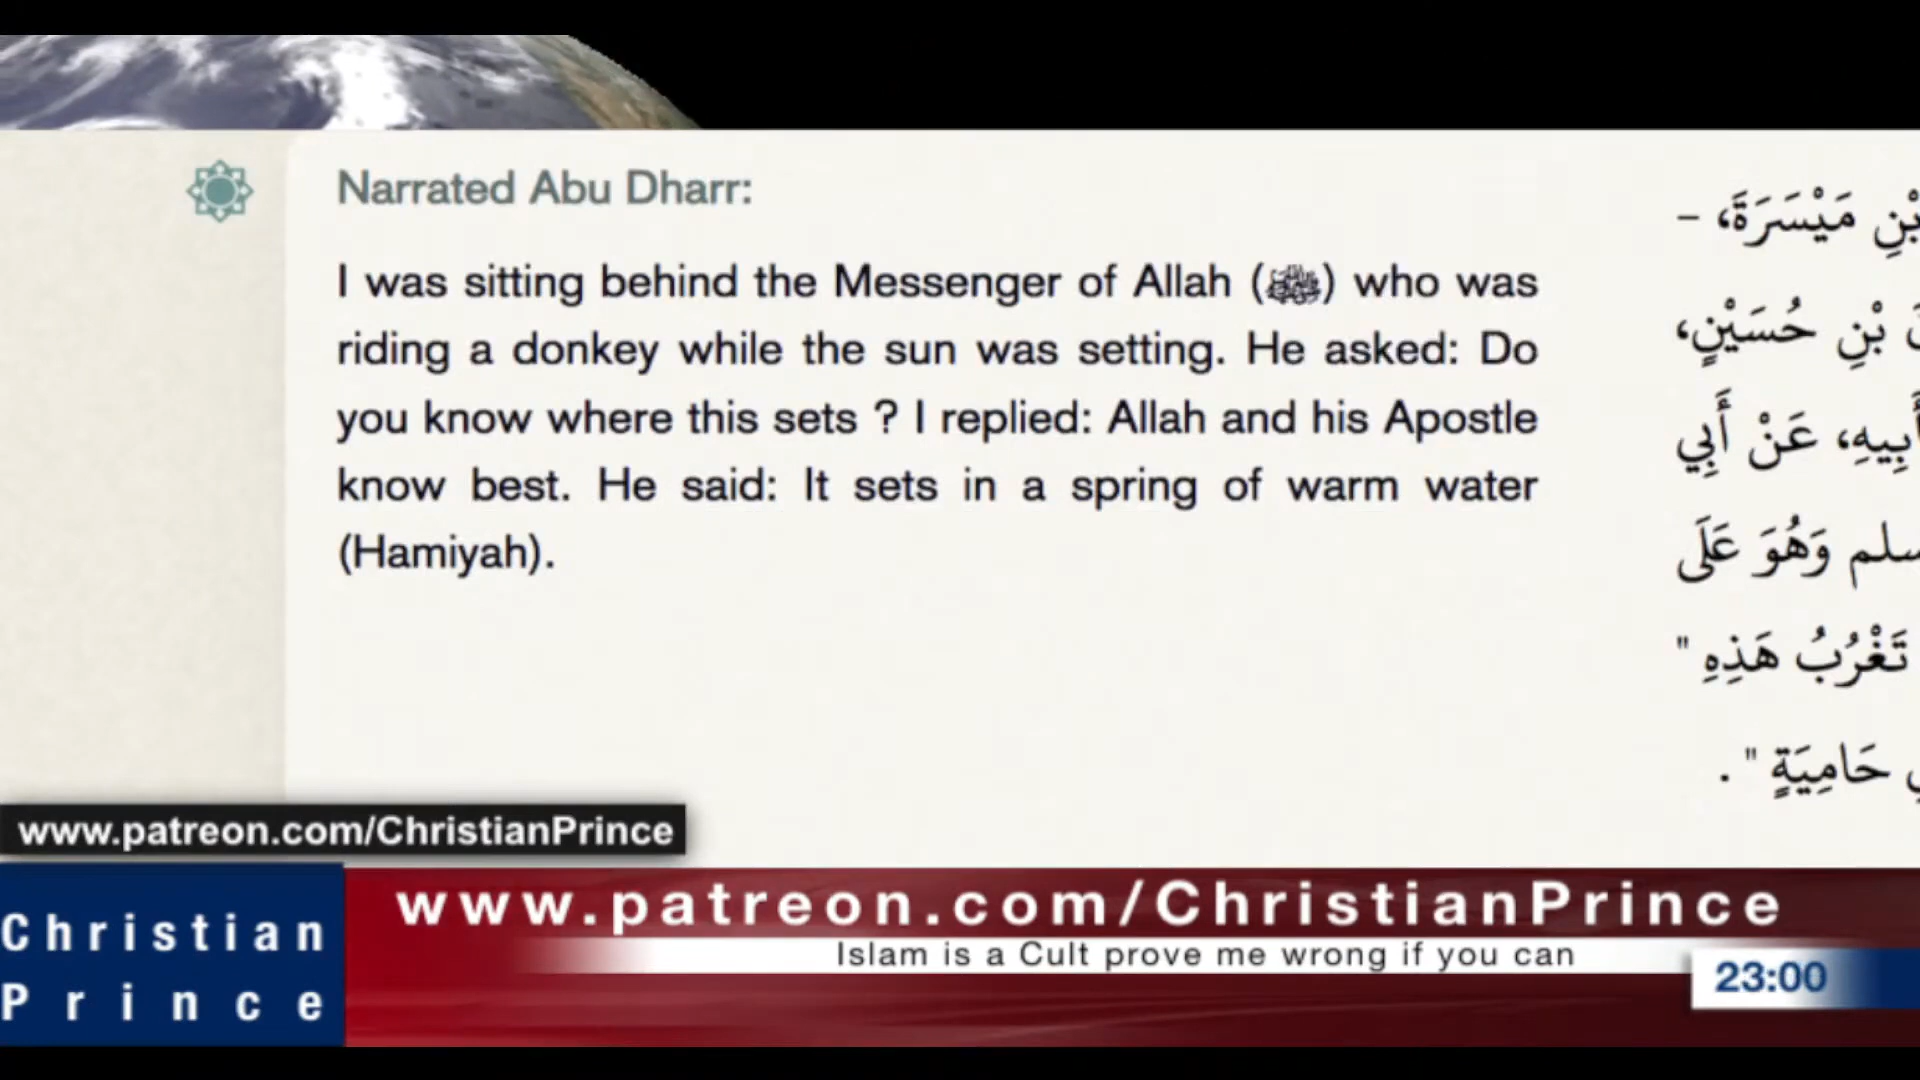 Narrated Abu Dharr:
I was sitting behind the Messenger of Allah (ﷺ) who was
riding a donkey while the sun was setting. He asked: Do
you know where this sets ? I replied: Allah and his Apostle
know best. He said: It sets in a spring of warm water
(Hamiyah).
بْنِ مَيْسَرَةَ، -
بْنِ حُسَيْنٍ،
أَبِيهِ، عَنْ أَبِي
وَهُوَ عَلَى
تَغْرُبُ هَذِهِ "
حَامِيَةٍ " .
www.patreon.com/ChristianPrince
Christian
Prince
www.patreon.com/ChristianPrince
Islam is a Cult prove me wrong if you can
23:00